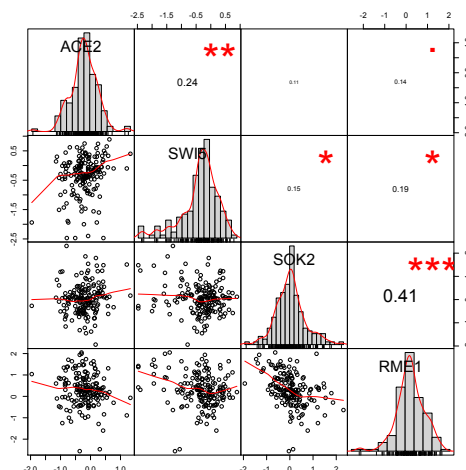 -2.5 -1.5 -0.5 0.5 -2 -1 0 1 2
ACE2 ** 0.24 0.11 . 0.14
0.5 -0.5 -1.5 -2.5
SWI5 * 0.15 * 0.19
SOK2 *** 0.41
2 1 0 -2
RME1
-2.0 -1.0 0.0 1.0 -2 -1 0 1 2